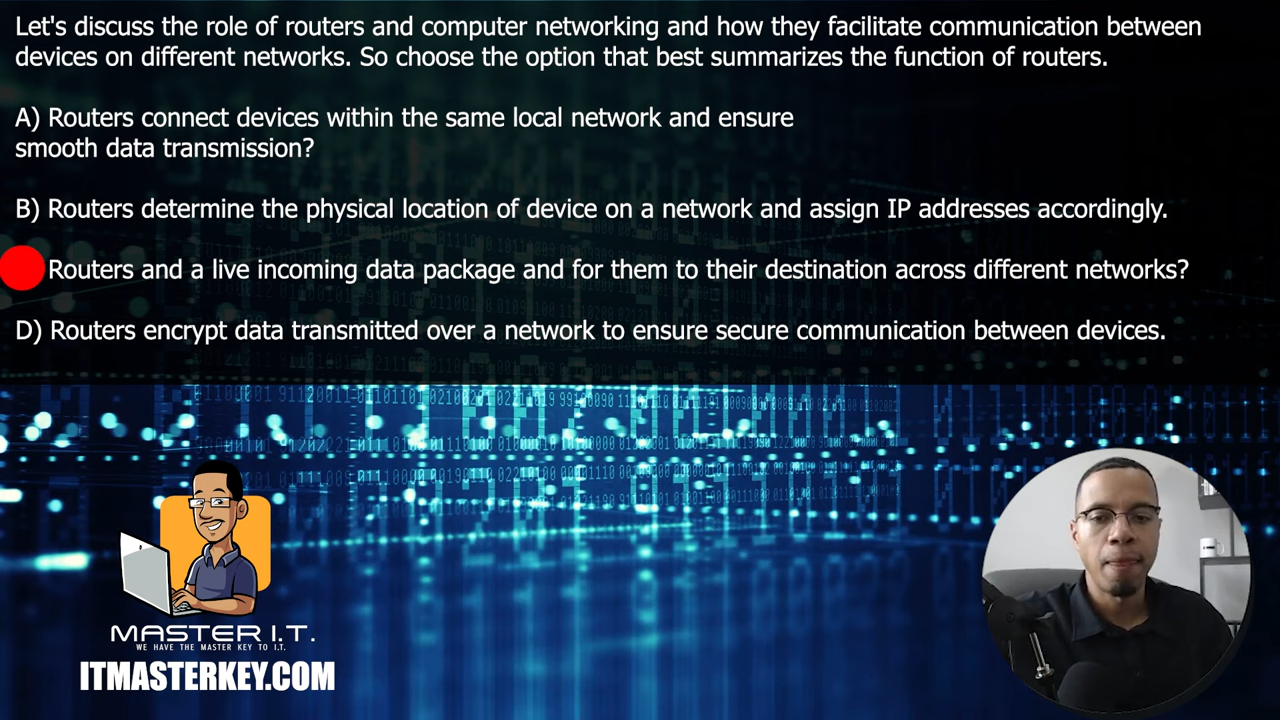 Let's discuss the role of routers and computer networking and how they facilitate communication between
devices on different networks. So choose the option that best summarizes the function of routers.
A) Routers connect devices within the same local network and ensure
smooth data transmission?
B) Routers determine the physical location of device on a network and assign IP addresses accordingly.
Routers and a live incoming data package and for them to their destination across different networks?
D) Routers encrypt data transmitted over a network to ensure secure communication between devices.
MASTER I.T.
WE HAVE THE MASTER KEY TO I.T.
ITMASTERKEY.COM